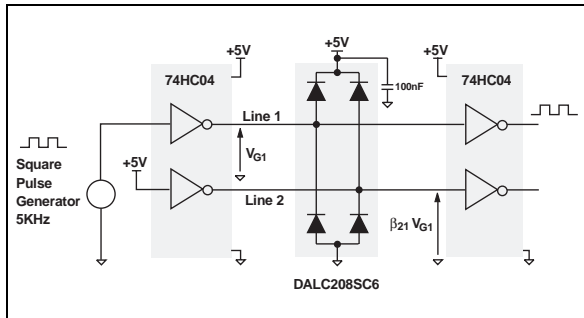 +5V
+5V
+5V
74HC04
74HC04
100nF
Line 1
V_G1
Square
Pulse
Generator
5KHz
+5V
Line 2
β21 V_G1
DALC208SC6